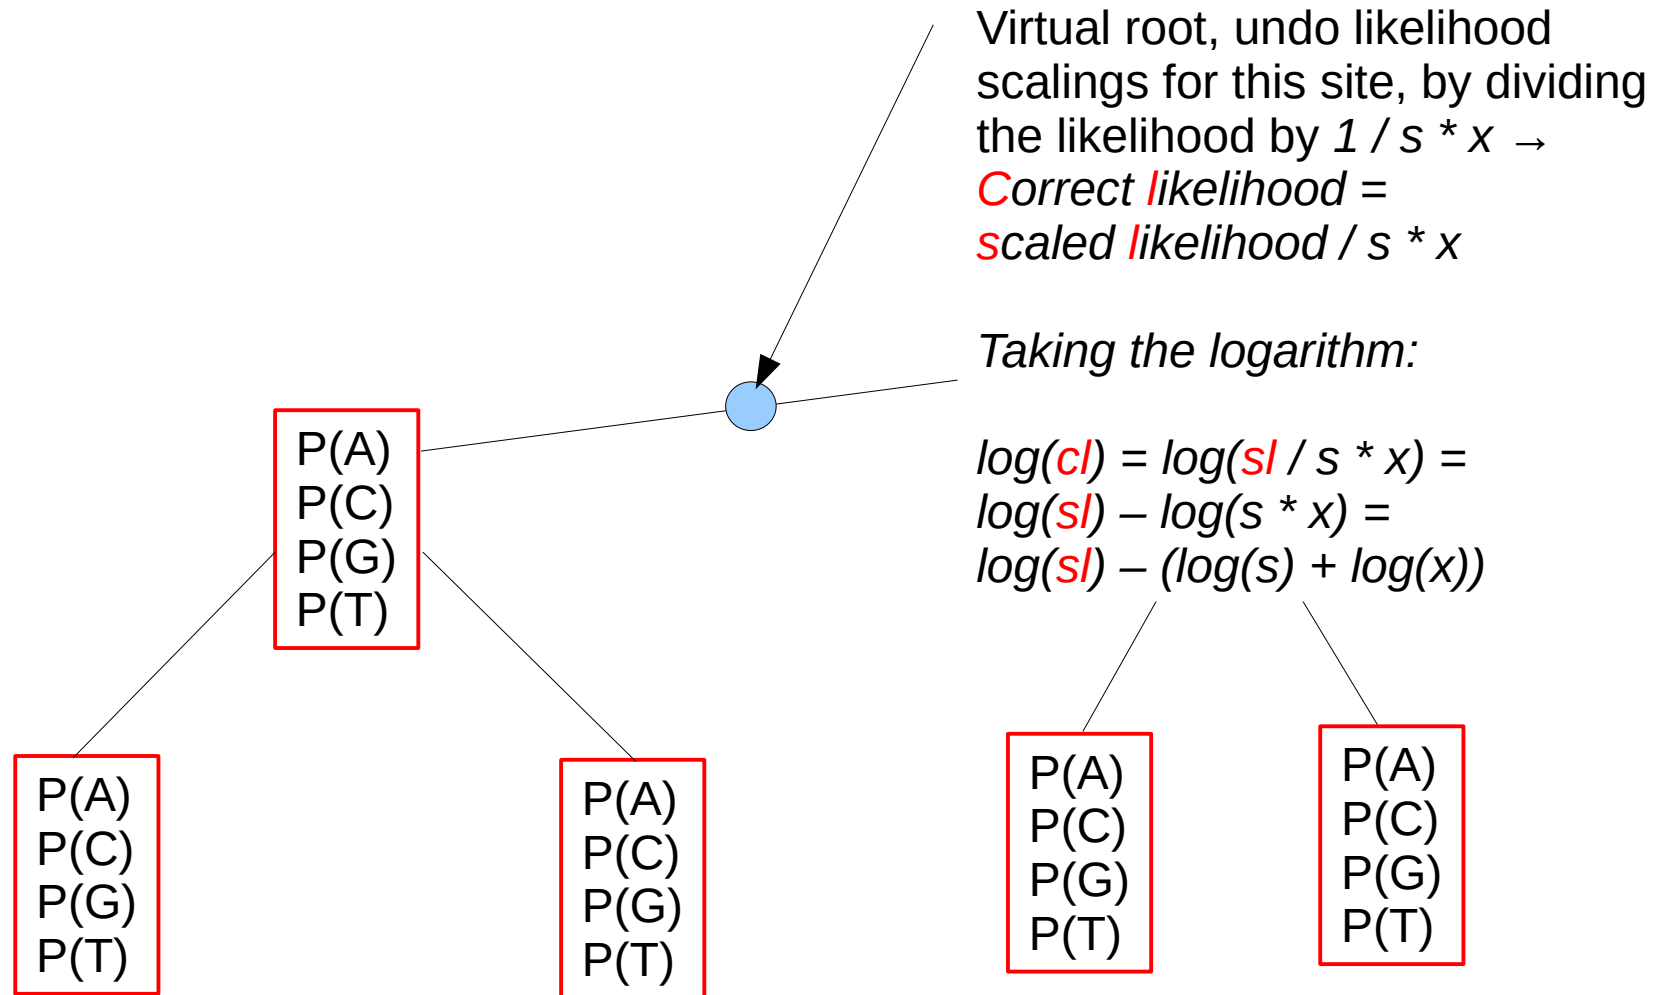 Virtual root, undo likelihood
scalings for this site, by dividing
the likelihood by 1 / s * x →
Correct likelihood =
scaled likelihood / s * x
Taking the logarithm:
log(cl) = log(sl / s * x) =
log(sl) – log(s * x) =
log(sl) – (log(s) + log(x))
P(A)
P(C)
P(G)
P(T)
P(A)
P(C)
P(G)
P(T)
P(A)
P(C)
P(G)
P(T)
P(A)
P(C)
P(G)
P(T)
P(A)
P(C)
P(G)
P(T)